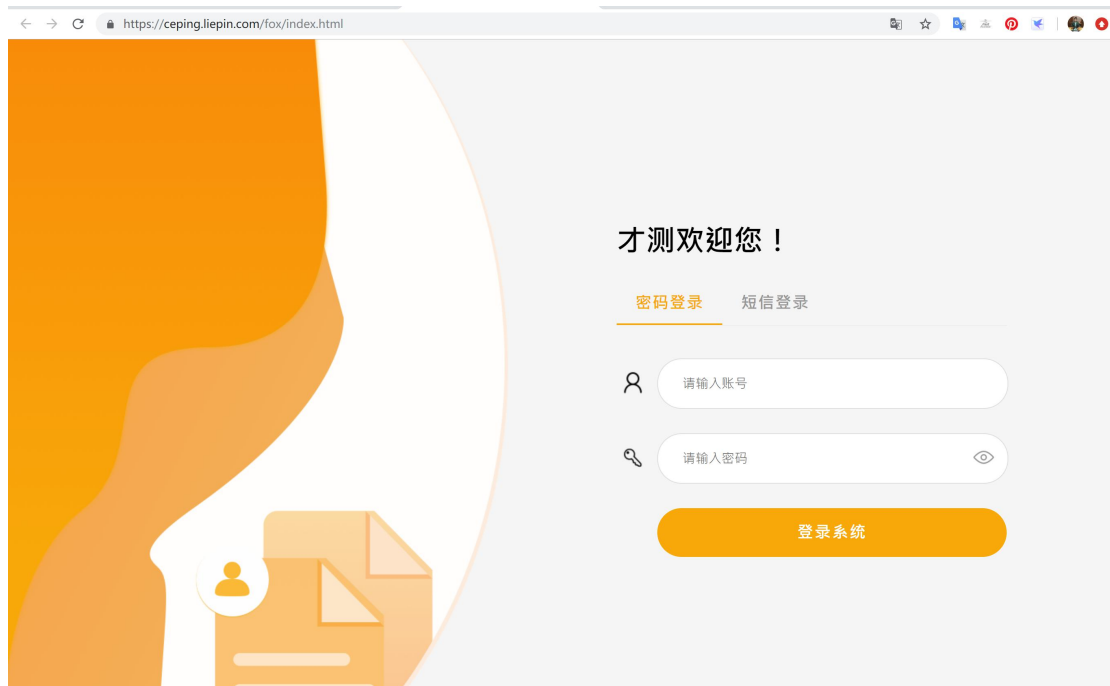 https://ceping.liepin.com/fox/index.html
才测欢迎您！
密码登录 短信登录
请输入账号
请输入密码
登录系统